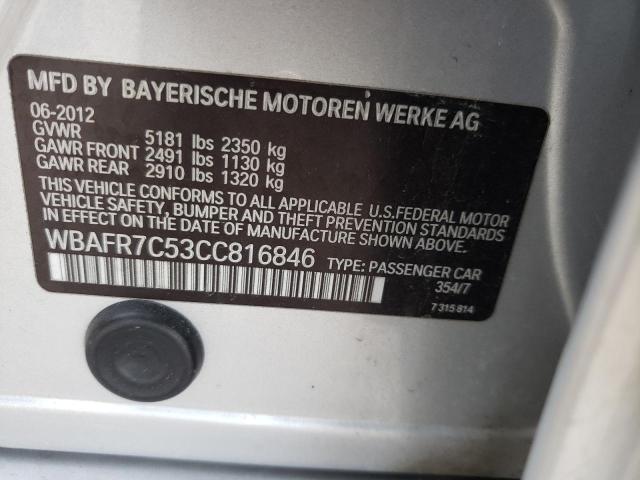 MFD BY BAYERISCHE MOTOREN WERKE AG
06-2012
GVWR 5181 lbs 2350 kg
GAWR FRONT 2491 lbs 1130 kg
GAWR REAR 2910 lbs 1320 kg
THIS VEHICLE CONFORMS TO ALL APPLICABLE U.S.FEDERAL MOTOR
VEHICLE SAFETY, BUMPER AND THEFT PREVENTION STANDARDS
IN EFFECT ON THE DATE OF MANUFACTURE SHOWN ABOVE.
WBAFR7C53CC816846 TYPE: PASSENGER CAR
354/7
7 315 814